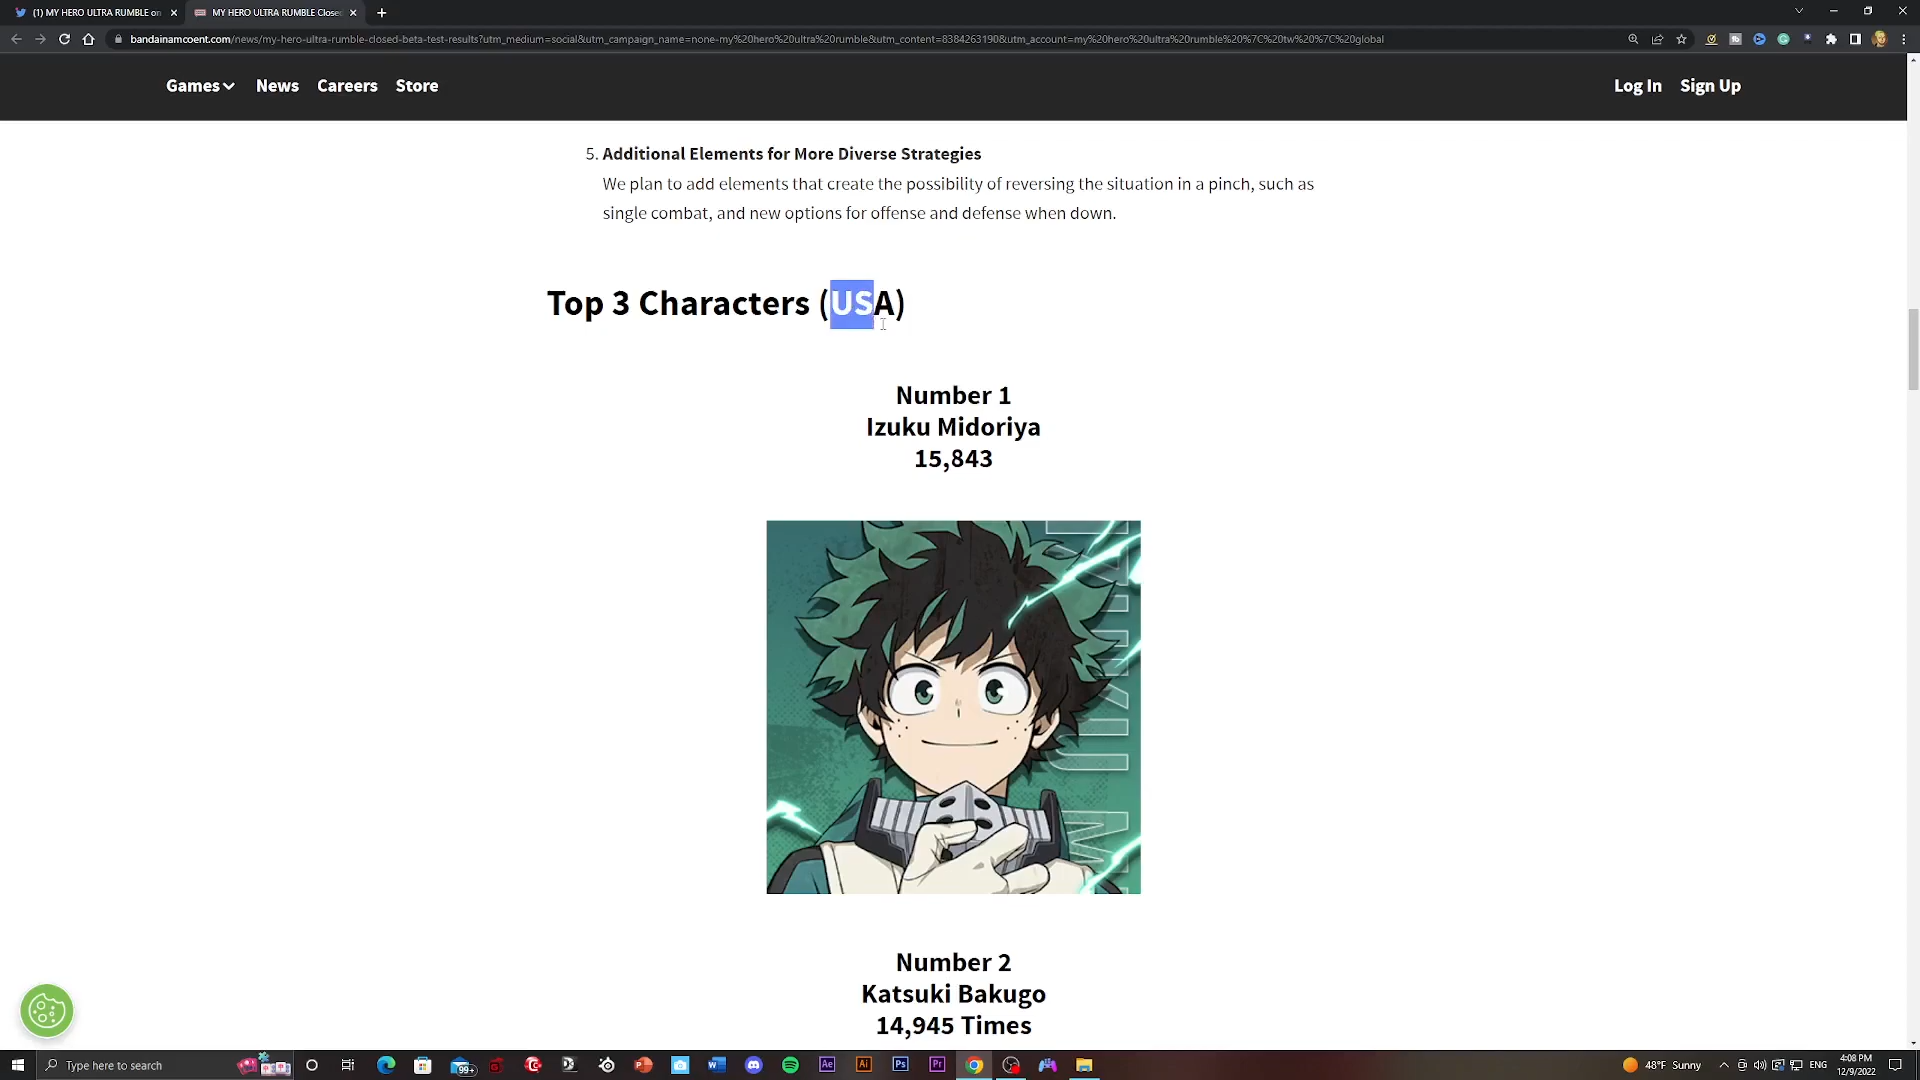 (1) MY HERO ULTRA RUMBLE on
MY HERO ULTRA RUMBLE Closed
bandainamcoent.com/news/my-hero-ultra-rumble-closed-beta-test-results?utm_medium=social&utm_campaign_name=none-my%20hero%20ultra%20rumble&utm_content=8384263190&utm_account=my%20hero%20ultra%20rumble%20%7C%20tw%20%7C%20global
Games News Careers Store Log In Sign Up
5. Additional Elements for More Diverse Strategies
We plan to add elements that create the possibility of reversing the situation in a pinch, such as
single combat, and new options for offense and defense when down.
Top 3 Characters (USA)
Number 1
Izuku Midoriya
15,843
Number 2
Katsuki Bakugo
14,945 Times
Type here to search
99+
Ae
Ai
Ps
Pr
48°F Sunny
ENG
4:08 PM
12/9/2022